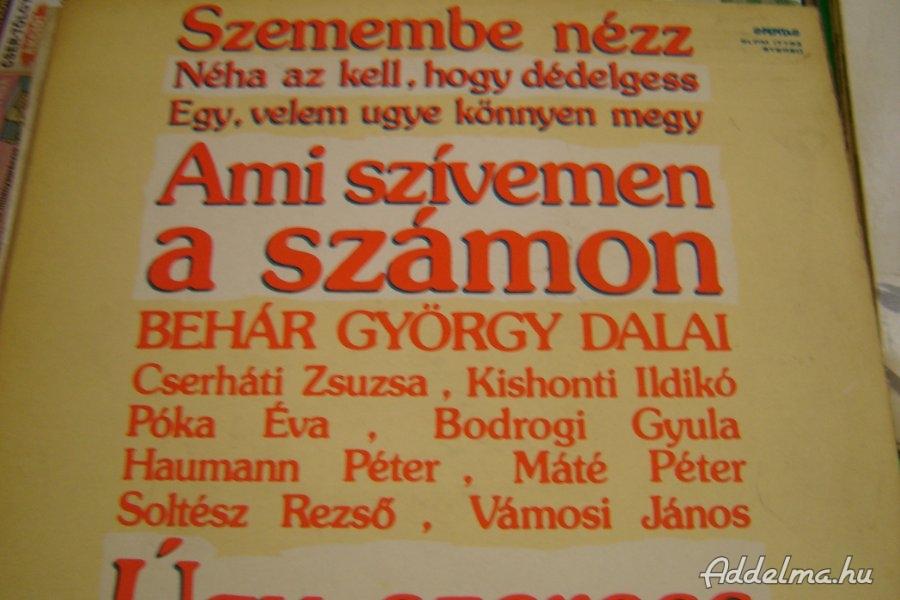 Szemembe nézz
Néha az kell, hogy dédelgess
Egy, velem ugye könnyen megy
Ami szívemen
a számon
BEHÁR GYÖRGY DALAI
Cserháti Zsuzsa, Kishonti Ildikó
Póka Éva, Bodrogi Gyula
Haumann Péter, Máté Péter
Soltész Rezső, Vámosi János
Addelma.hu